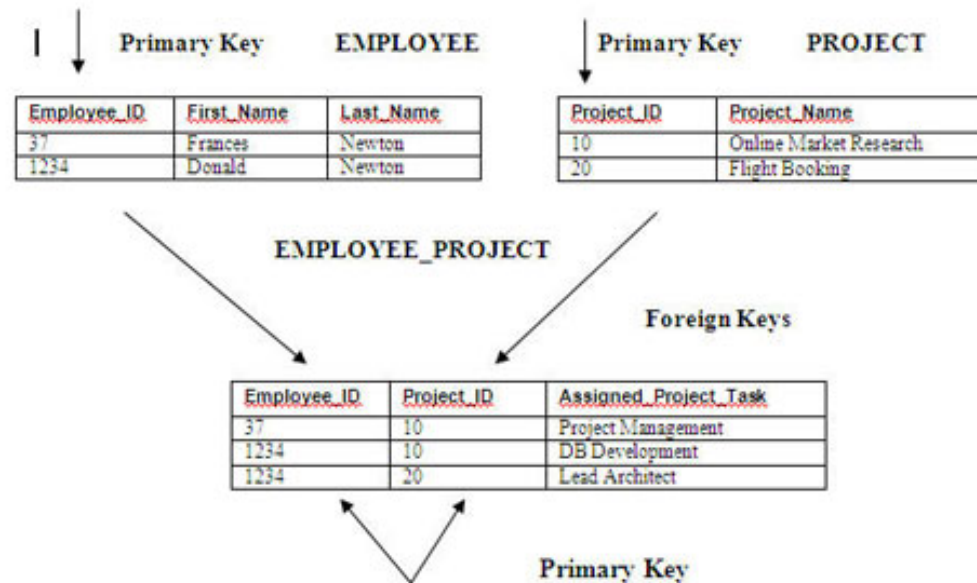 Primary Key EMPLOYEE Primary Key PROJECT
Employee_ID First_Name Last_Name
37 Frances Newton
1234 Donald Newton
Project_ID Project_Name
10 Online Market Research
20 Flight Booking
EMPLOYEE_PROJECT
Foreign Keys
Employee_ID Project_ID Assigned_Project_Task
37 10 Project Management
1234 10 DB Development
1234 20 Lead Architect
Primary Key